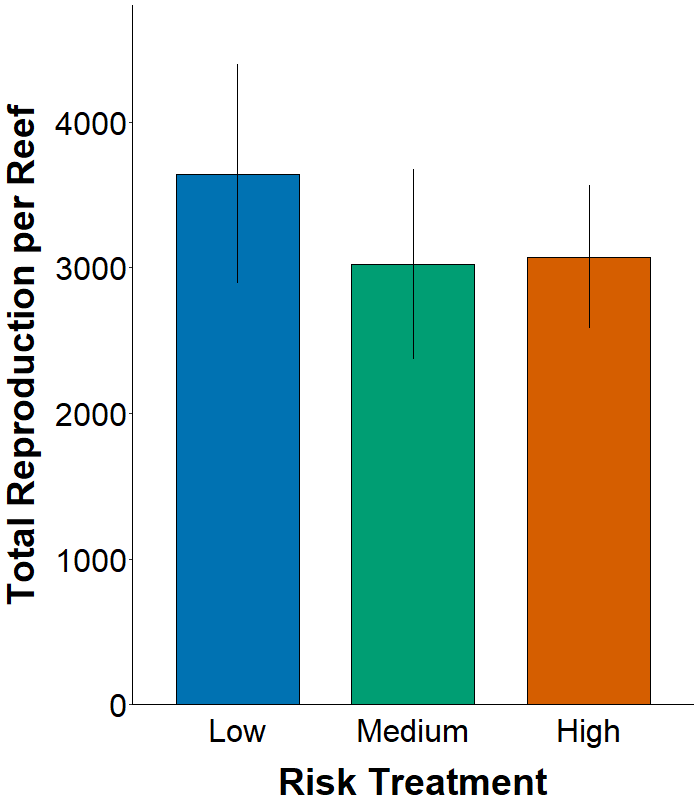 Total Reproduction per Reef
4000
3000
2000
1000
0
Low Medium High
Risk Treatment